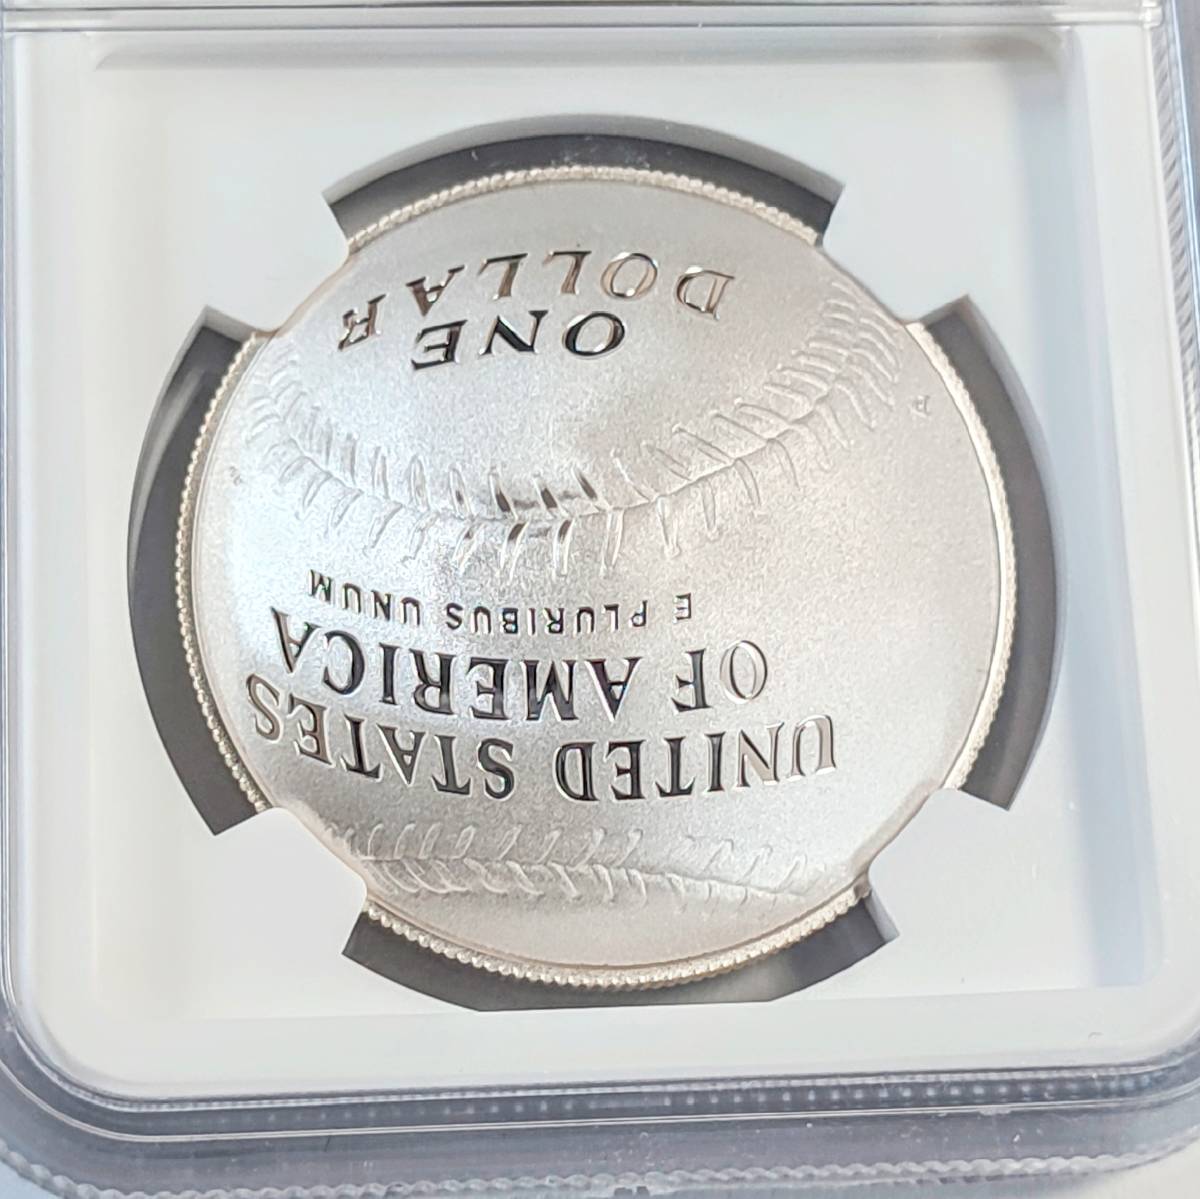 UNITED STATES
OF AMERICA
E PLURIBUS UNUM
ONE
DOLLAR